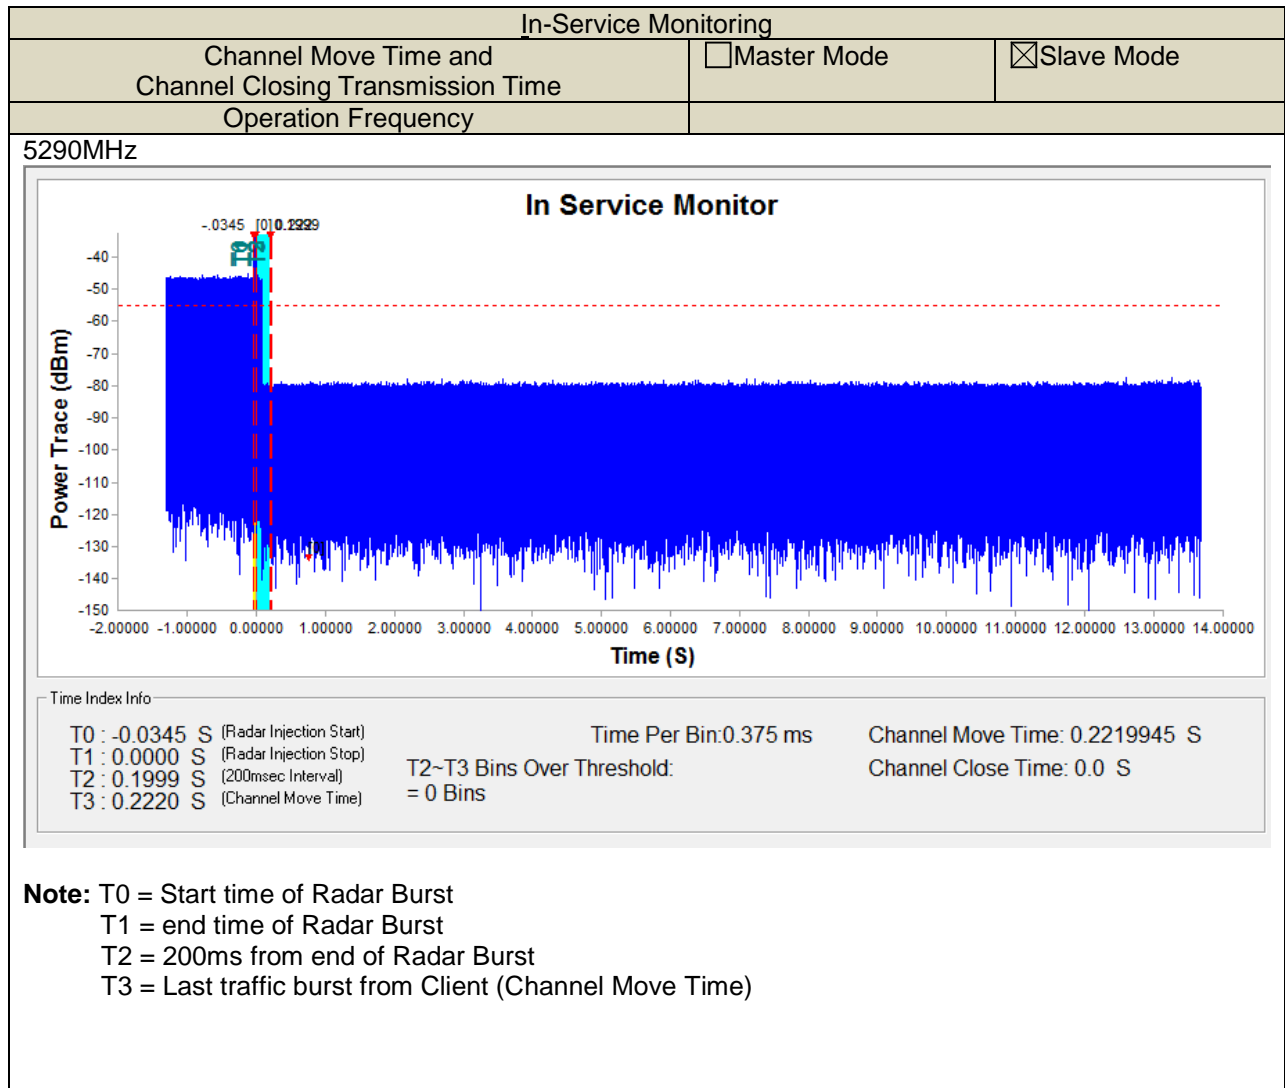 In-Service Monitoring
Channel Move Time and
Channel Closing Transmission Time
☐Master Mode
☒Slave Mode
Operation Frequency
5290MHz
In Service Monitor
-.0345 [0]
-40
-50
-60
-70
-80
-90
-100
-110
-120
-130
-140
-150
Power Trace (dBm)
-2.00000 -1.00000 0.00000 1.00000 2.00000 3.00000 4.00000 5.00000 6.00000 7.00000 8.00000 9.00000 10.00000 11.00000 12.00000 13.00000 14.00000
Time (S)
Time Index Info
T0 : -0.0345 S (Radar Injection Start)
T1 : 0.0000 S (Radar Injection Stop)
T2 : 0.1999 S (200msec Interval)
T3 : 0.2220 S (Channel Move Time)
Time Per Bin:0.375 ms
T2~T3 Bins Over Threshold:
= 0 Bins
Channel Move Time: 0.2219945 S
Channel Close Time: 0.0 S
Note: T0 = Start time of Radar Burst
T1 = end time of Radar Burst
T2 = 200ms from end of Radar Burst
T3 = Last traffic burst from Client (Channel Move Time)